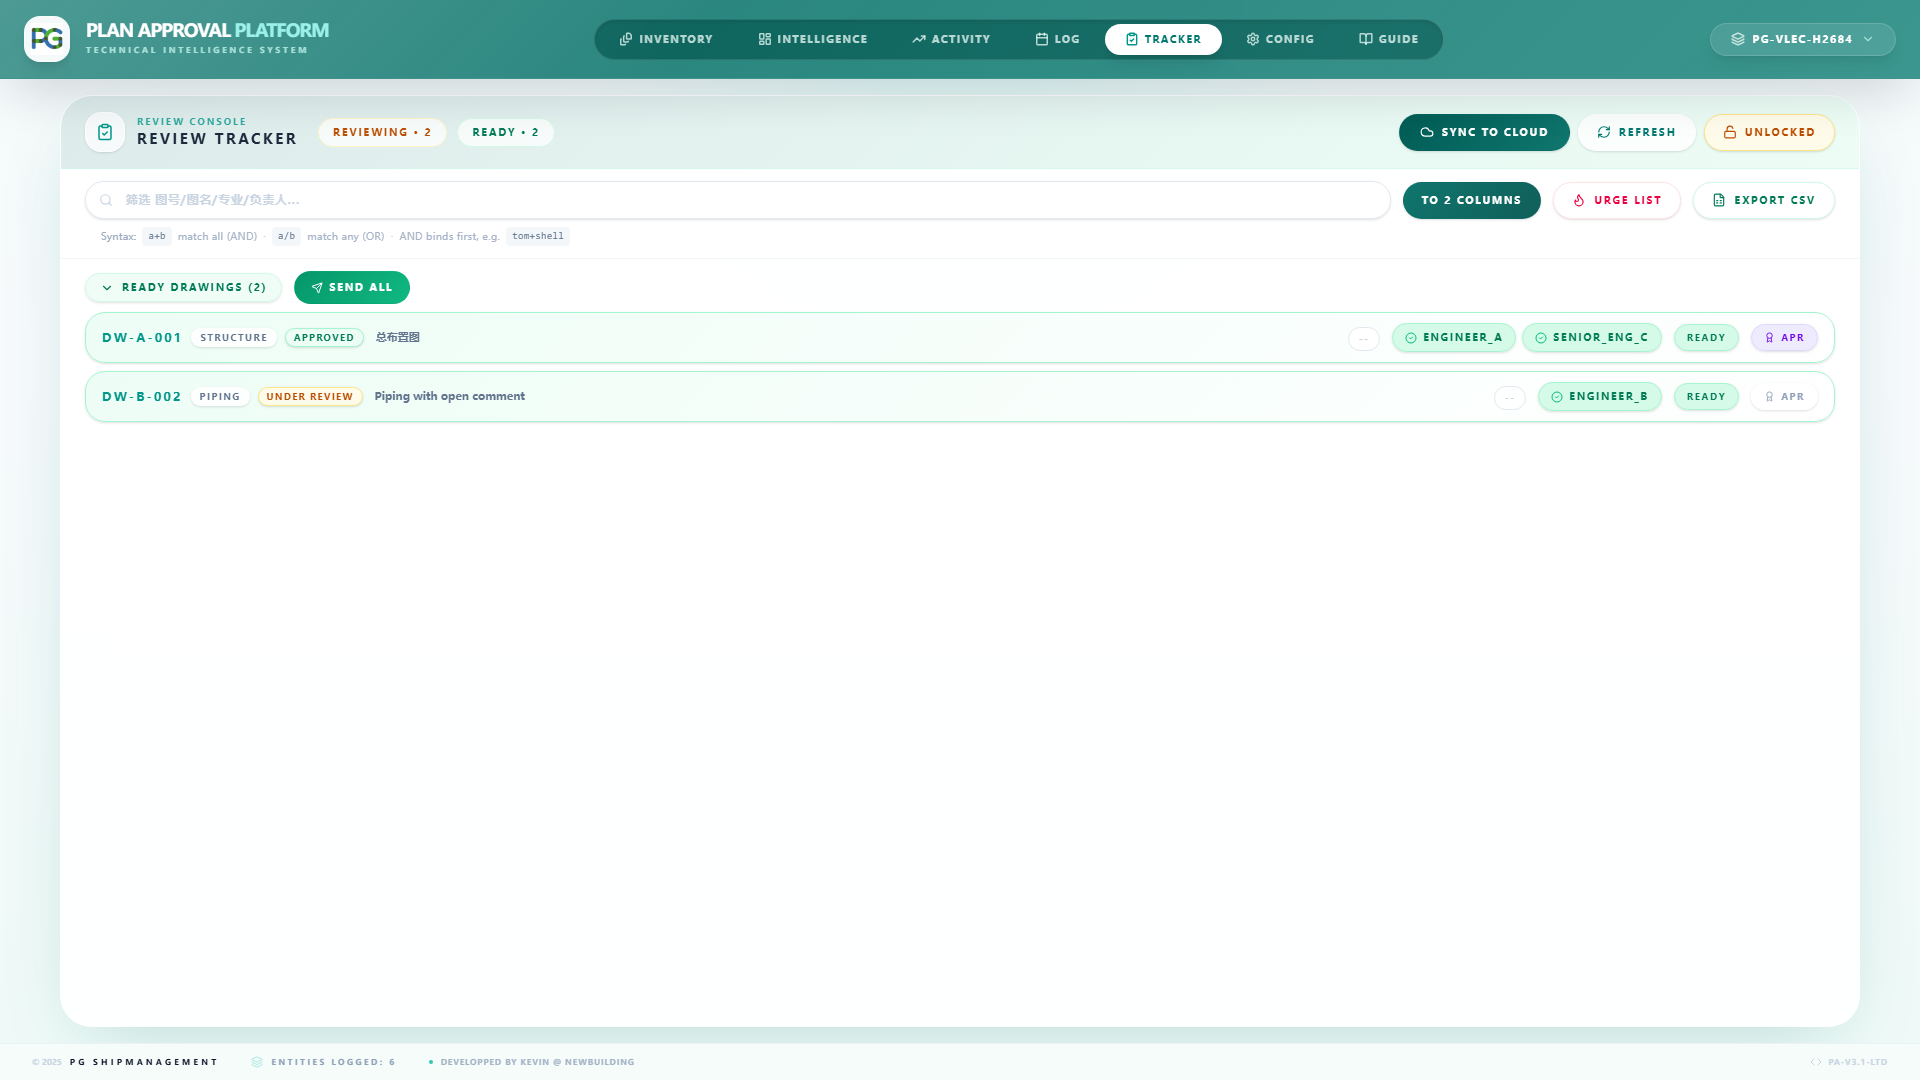 PG
PLAN APPROVAL PLATFORM
TECHNICAL INTELLIGENCE SYSTEM
INVENTORY
INTELLIGENCE
ACTIVITY
LOG
TRACKER
CONFIG
GUIDE
PG-VLEC-H2684
REVIEW CONSOLE
REVIEW TRACKER
REVIEWING • 2
READY • 2
SYNC TO CLOUD
REFRESH
UNLOCKED
筛选 图号/图名/专业/负责人...
TO 2 COLUMNS
URGE LIST
EXPORT CSV
Syntax: a+b match all (AND) · a/b match any (OR) · AND binds first, e.g. tom+shell
READY DRAWINGS (2)
SEND ALL
DW-A-001 STRUCTURE APPROVED 总布置图 -- ENGINEER_A SENIOR_ENG_C READY APR
DW-B-002 PIPING UNDER REVIEW Piping with open comment -- ENGINEER_B READY APR
© 2025 PG SHIPMANAGEMENT
ENTITIES LOGGED: 6
DEVELOPPED BY KEVIN @ NEWBUILDING
PA-V3.1-LTD